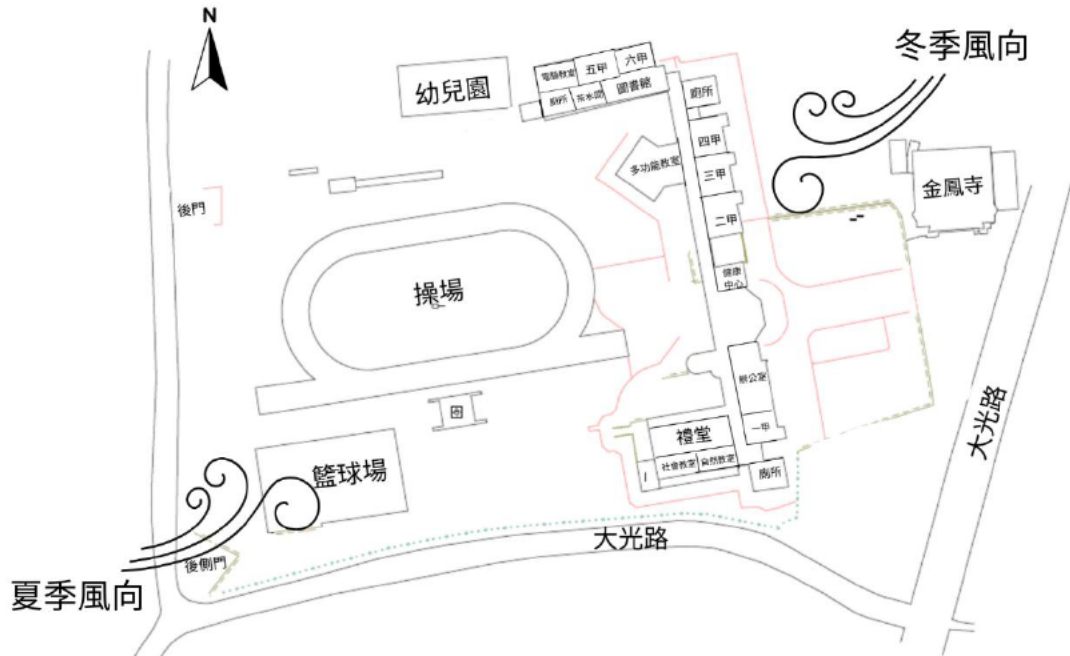 N
冬季風向
幼兒園
電腦教室
五甲
六甲
廁所
茶水間
圖書館
廁所
四甲
多功能教室
三甲
金鳳寺
後門
二甲
健康
中心
操場
辦公室
大光路
一甲
禮堂
社會教室
自然教室
廁所
籃球場
大光路
後側門
夏季風向